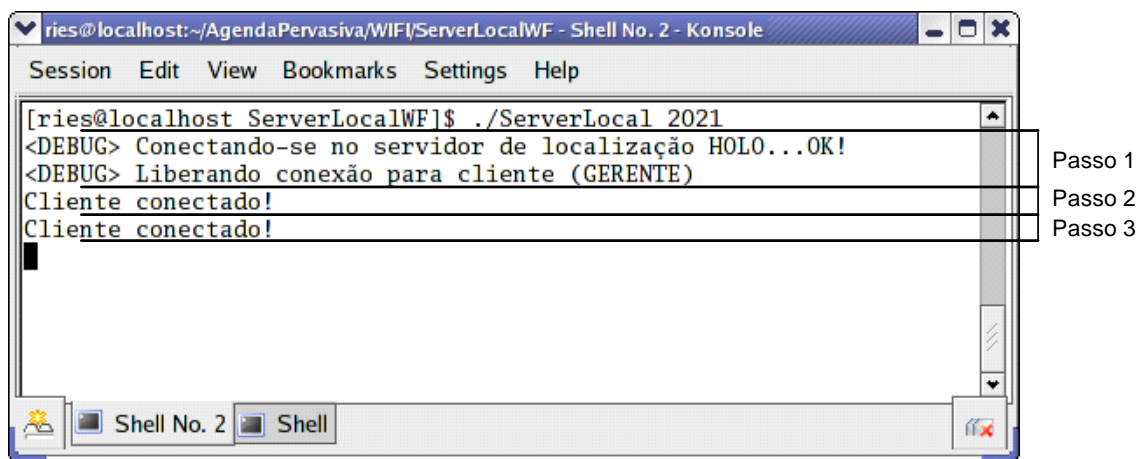 ries@localhost:~/AgendaPervasiva/WIFI/ServerLocalWF - Shell No. 2 - Konsole
Session Edit View Bookmarks Settings Help
[ries@localhost ServerLocalWF]$ ./ServerLocal 2021
<DEBUG> Conectando-se no servidor de localização HOLO...OK!
<DEBUG> Liberando conexão para cliente (GERENTE)
Passo 1
Cliente conectado!
Passo 2
Cliente conectado!
Passo 3
Shell No. 2 Shell